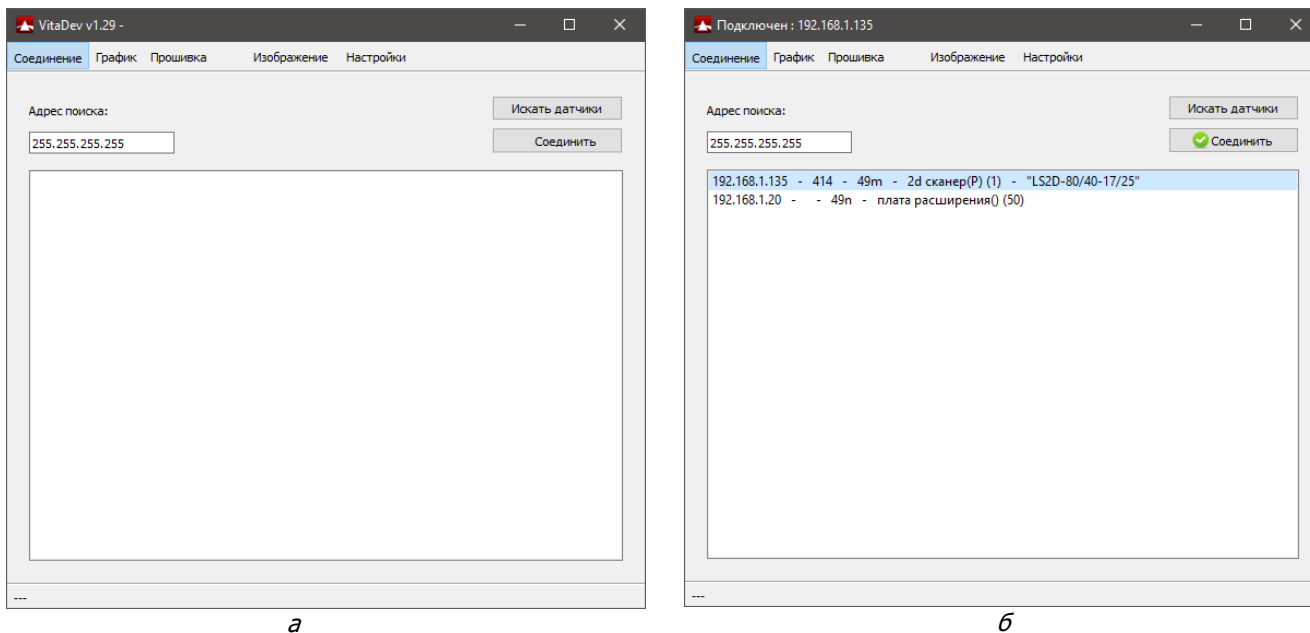 VitaDev v1.29 -
Соединение График Прошивка Изображение Настройки
Адрес поиска:
Искать датчики
255.255.255.255
Соединить
---
а
Подключен : 192.168.1.135
Соединение График Прошивка Изображение Настройки
Адрес поиска:
Искать датчики
255.255.255.255
Соединить
192.168.1.135 - 414 - 49m - 2d сканер(P) (1) - "LS2D-80/40-17/25"
192.168.1.20 - - 49n - плата расширения() (50)
---
б